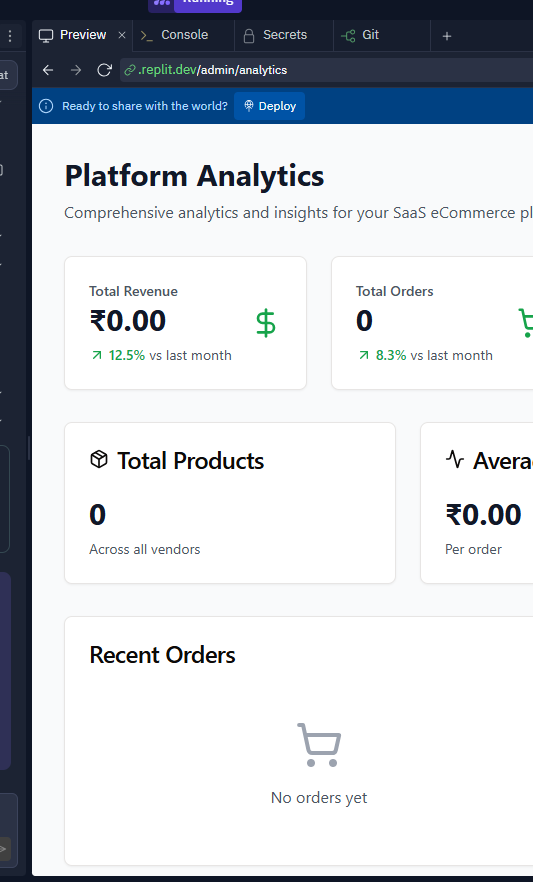 Running
Preview × Console Secrets Git +
at
.replit.dev/admin/analytics
Ready to share with the world? Deploy
Platform Analytics
Comprehensive analytics and insights for your SaaS eCommerce pl
Total Revenue
₹0.00
12.5% vs last month
Total Orders
0
8.3% vs last month
Total Products
0
Across all vendors
Avera
₹0.00
Per order
Recent Orders
No orders yet